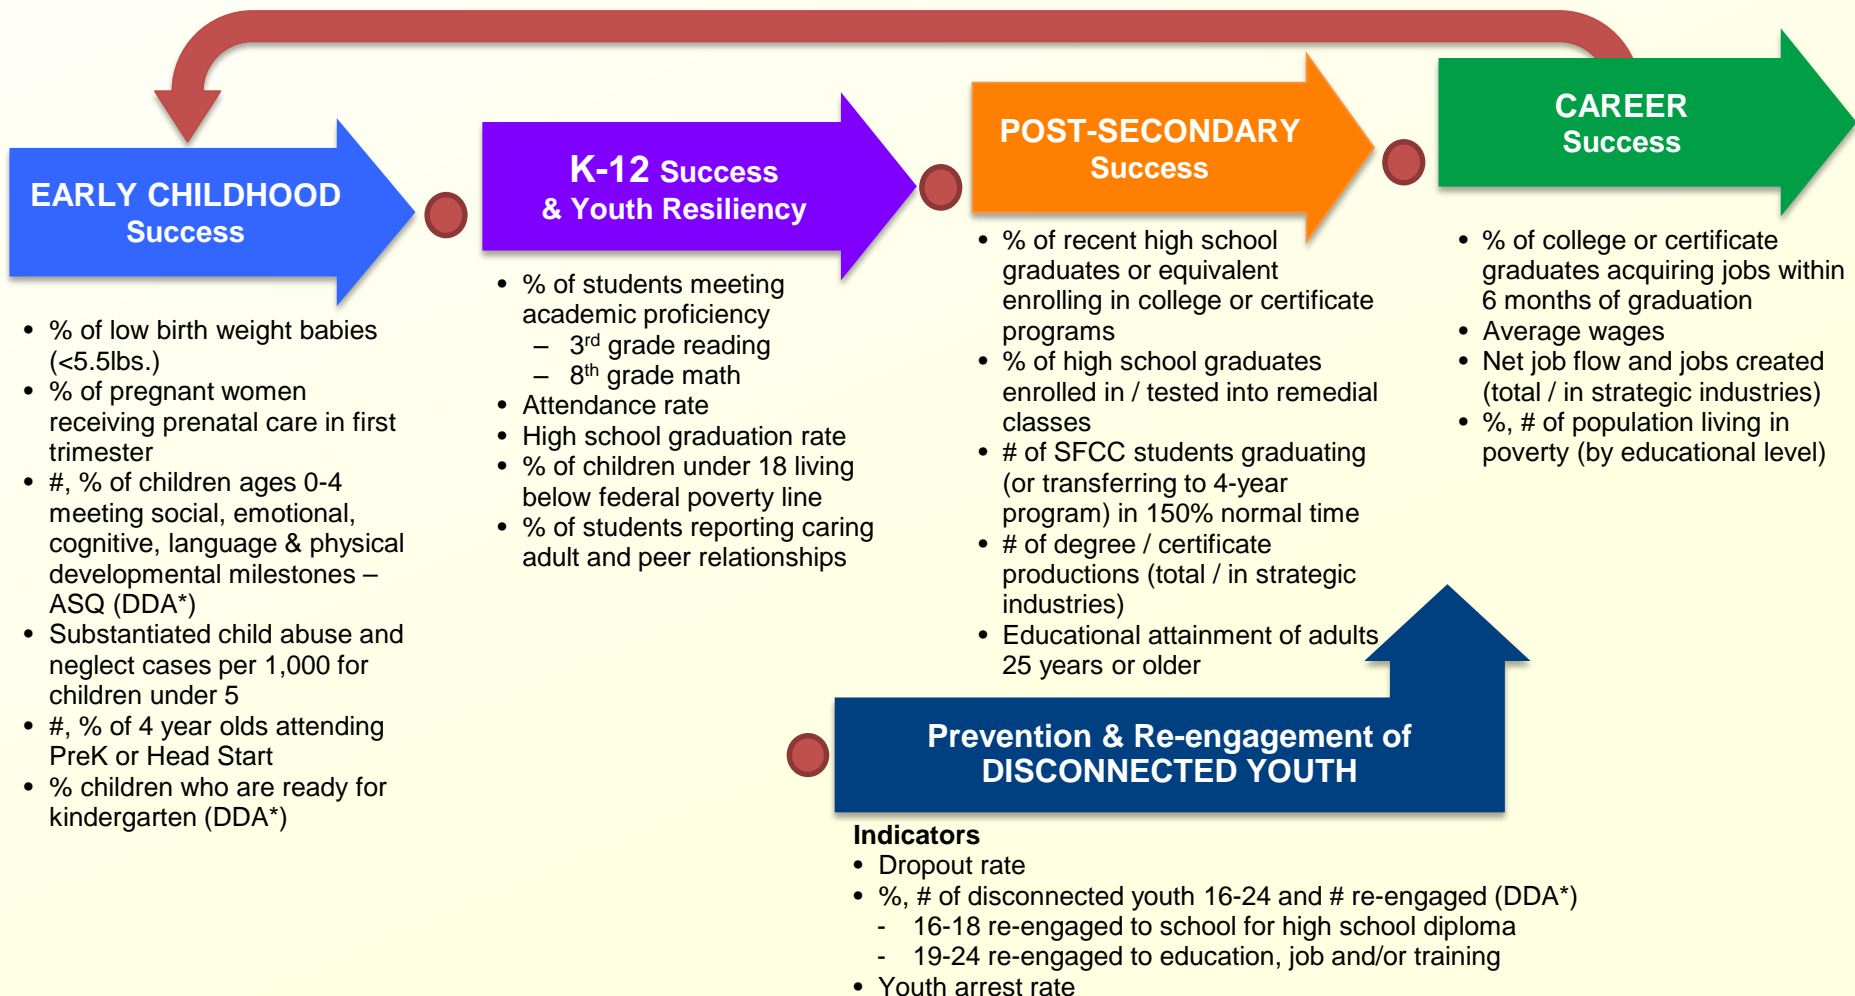 EARLY CHILDHOOD
Success
• % of low birth weight babies
(<5.5lbs.)
• % of pregnant women
receiving prenatal care in first
trimester
• #, % of children ages 0-4
meeting social, emotional,
cognitive, language & physical
developmental milestones –
ASQ (DDA*)
• Substantiated child abuse and
neglect cases per 1,000 for
children under 5
• #, % of 4 year olds attending
PreK or Head Start
• % children who are ready for
kindergarten (DDA*)
K-12 Success
& Youth Resiliency
• % of students meeting
academic proficiency
– 3rd grade reading
– 8th grade math
• Attendance rate
• High school graduation rate
• % of children under 18 living
below federal poverty line
• % of students reporting caring
adult and peer relationships
POST-SECONDARY
Success
• % of recent high school
graduates or equivalent
enrolling in college or certificate
programs
• % of high school graduates
enrolled in / tested into remedial
classes
• # of SFCC students graduating
(or transferring to 4-year
program) in 150% normal time
• # of degree / certificate
productions (total / in strategic
industries)
• Educational attainment of adults
25 years or older
CAREER
Success
• % of college or certificate
graduates acquiring jobs within
6 months of graduation
• Average wages
• Net job flow and jobs created
(total / in strategic industries)
• %, # of population living in
poverty (by educational level)
Prevention & Re-engagement of
DISCONNECTED YOUTH
Indicators
• Dropout rate
• %, # of disconnected youth 16-24 and # re-engaged (DDA*)
- 16-18 re-engaged to school for high school diploma
- 19-24 re-engaged to education, job and/or training
• Youth arrest rate